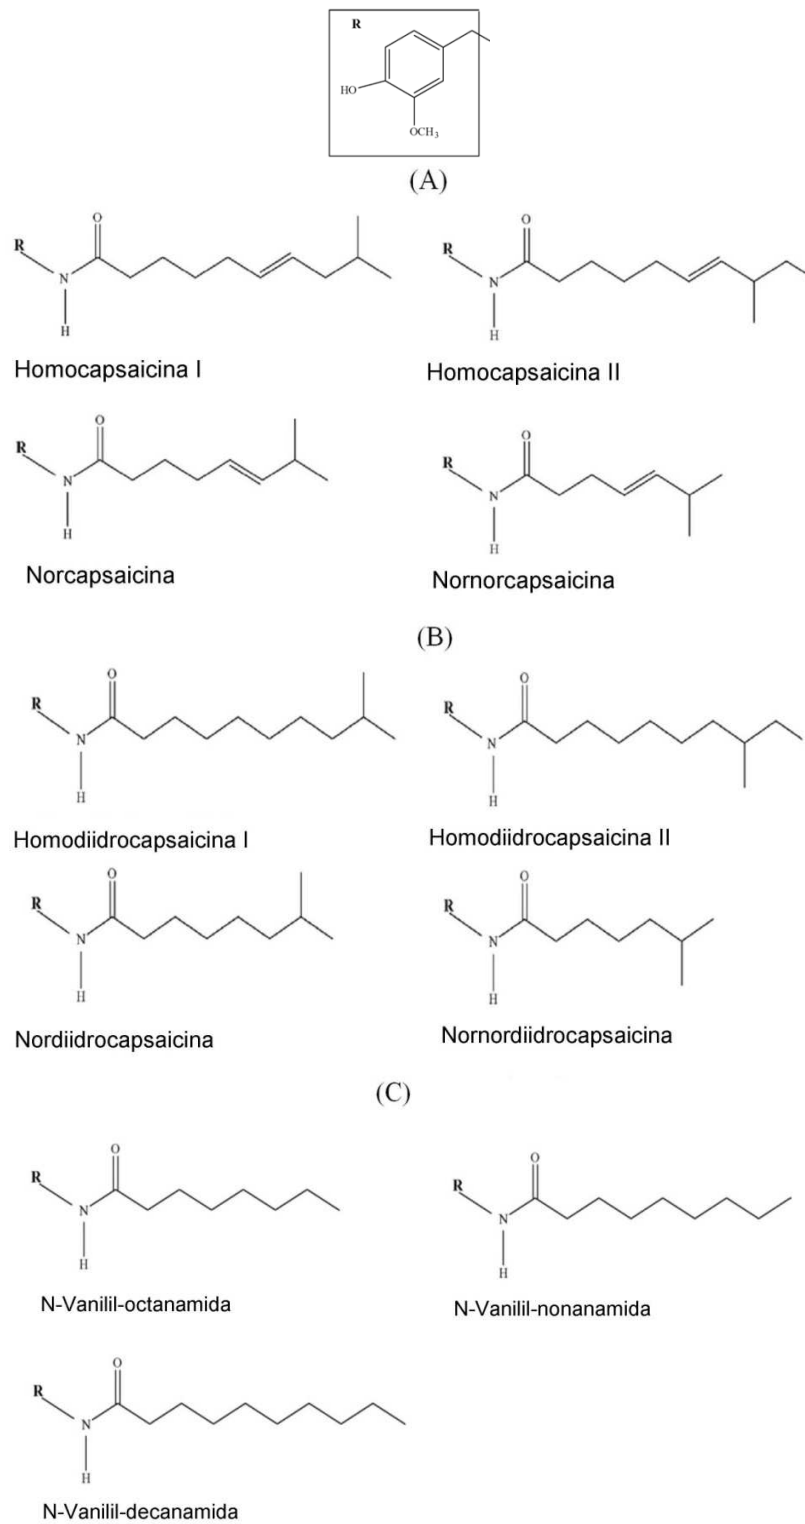 R
HO
OCH₃
(A)
O O
R R
N N
H H
Homocapsaicina I Homocapsaicina II
O O
R R
N N
H H
Norcapsaicina Nornorcapsaicina
(B)
O O
R R
N N
H H
Homodiidrocapsaicina I Homodiidrocapsaicina II
O O
R R
N N
H H
Nordiidrocapsaicina Nornordiidrocapsaicina
(C)
O O
R R
N N
H H
N-Vanilil-octanamida N-Vanilil-nonanamida
O
R
N
H
N-Vanilil-decanamida